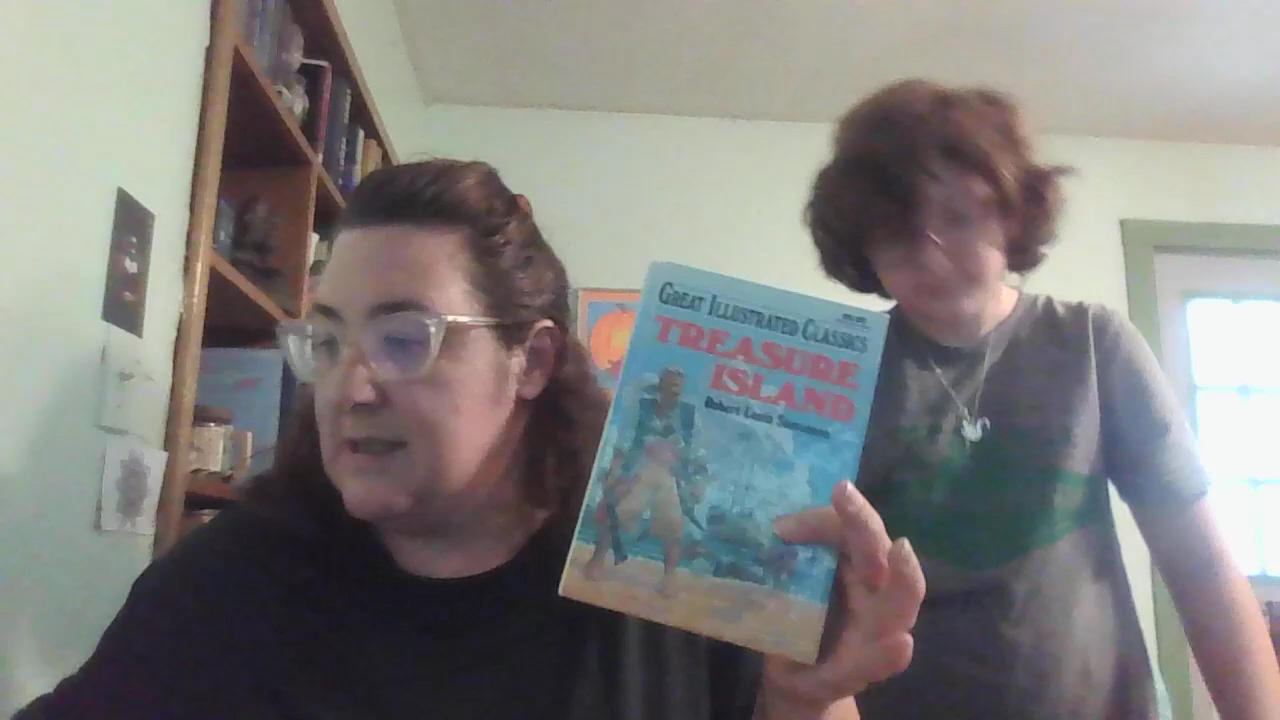 GREAT ILLUSTRATED CLASSICS
TREASURE
ISLAND
Robert Louis Stevenson